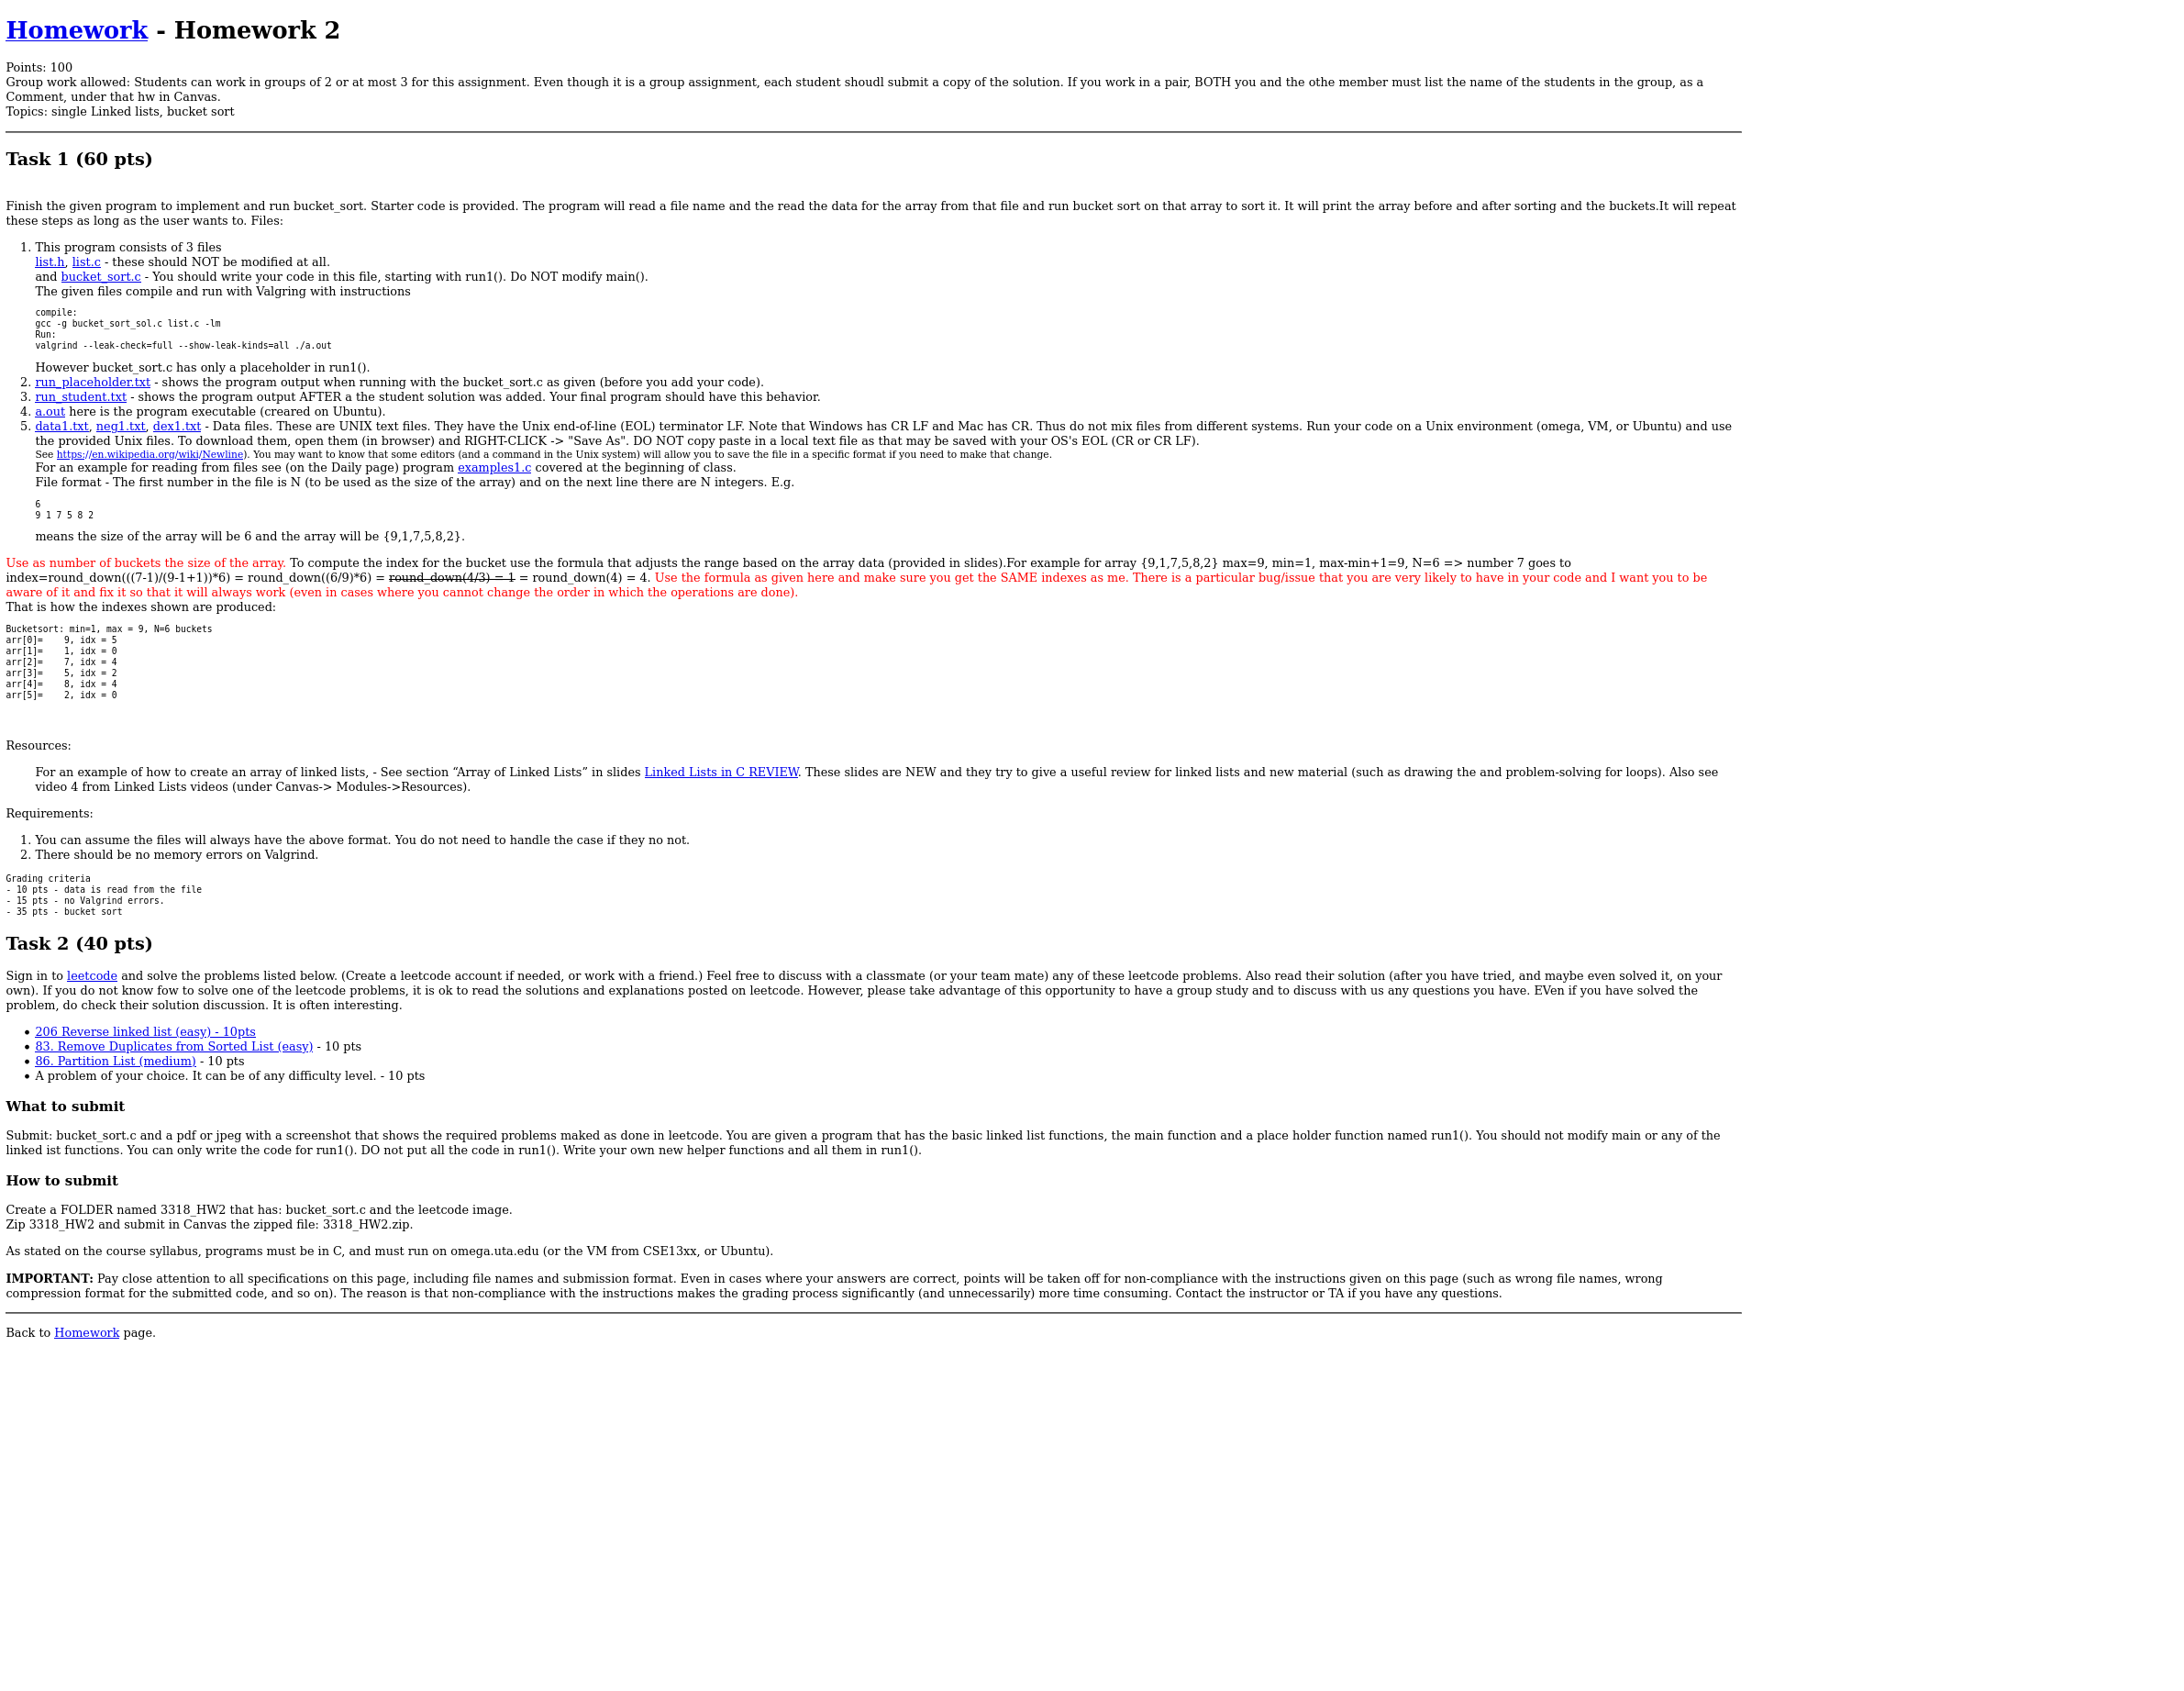 Homework - Homework 2
Points: 100
Group work allowed: Students can work in groups of 2 or at most 3 for this assignment. Even though it is a group assignment, each student shoudl submit a copy of the solution. If you work in a pair, BOTH you and the othe member must list the name of the students in the group, as a
Comment, under that hw in Canvas.
Topics: single Linked lists, bucket sort
Task 1 (60 pts)
Finish the given program to implement and run bucket_sort. Starter code is provided. The program will read a file name and the read the data for the array from that file and run bucket sort on that array to sort it. It will print the array before and after sorting and the buckets.It will repeat
these steps as long as the user wants to. Files:
1. This program consists of 3 files
list.h, list.c - these should NOT be modified at all.
and bucket_sort.c - You should write your code in this file, starting with run1(). Do NOT modify main().
The given files compile and run with Valgring with instructions
compile:
gcc -g bucket_sort_sol.c list.c -lm
Run:
valgrind --leak-check=full --show-leak-kinds=all ./a.out
However bucket_sort.c has only a placeholder in run1().
2. run_placeholder.txt - shows the program output when running with the bucket_sort.c as given (before you add your code).
3. run_student.txt - shows the program output AFTER a the student solution was added. Your final program should have this behavior.
4. a.out here is the program executable (creared on Ubuntu).
5. data1.txt, neg1.txt, dex1.txt - Data files. These are UNIX text files. They have the Unix end-of-line (EOL) terminator LF. Note that Windows has CR LF and Mac has CR. Thus do not mix files from different systems. Run your code on a Unix environment (omega, VM, or Ubuntu) and use
the provided Unix files. To download them, open them (in browser) and RIGHT-CLICK -> "Save As". DO NOT copy paste in a local text file as that may be saved with your OS's EOL (CR or CR LF).
See https://en.wikipedia.org/wiki/Newline). You may want to know that some editors (and a command in the Unix system) will allow you to save the file in a specific format if you need to make that change.
For an example for reading from files see (on the Daily page) program examples1.c covered at the beginning of class.
File format - The first number in the file is N (to be used as the size of the array) and on the next line there are N integers. E.g.
6
9 1 7 5 8 2
means the size of the array will be 6 and the array will be {9,1,7,5,8,2}.
Use as number of buckets the size of the array. To compute the index for the bucket use the formula that adjusts the range based on the array data (provided in slides).For example for array {9,1,7,5,8,2} max=9, min=1, max-min+1=9, N=6 => number 7 goes to
index=round_down(((7-1)/(9-1+1))*6) = round_down((6/9)*6) = round_down(4/3) = 1 = round_down(4) = 4. Use the formula as given here and make sure you get the SAME indexes as me. There is a particular bug/issue that you are very likely to have in your code and I want you to be
aware of it and fix it so that it will always work (even in cases where you cannot change the order in which the operations are done).
That is how the indexes shown are produced:
Bucketsort: min=1, max = 9, N=6 buckets
arr[0]=    9, idx = 5
arr[1]=    1, idx = 0
arr[2]=    7, idx = 4
arr[3]=    5, idx = 2
arr[4]=    8, idx = 4
arr[5]=    2, idx = 0
Resources:
For an example of how to create an array of linked lists, - See section “Array of Linked Lists” in slides Linked Lists in C REVIEW. These slides are NEW and they try to give a useful review for linked lists and new material (such as drawing the and problem-solving for loops). Also see
video 4 from Linked Lists videos (under Canvas-> Modules->Resources).
Requirements:
1. You can assume the files will always have the above format. You do not need to handle the case if they no not.
2. There should be no memory errors on Valgrind.
Grading criteria
- 10 pts - data is read from the file
- 15 pts - no Valgrind errors.
- 35 pts - bucket sort
Task 2 (40 pts)
Sign in to leetcode and solve the problems listed below. (Create a leetcode account if needed, or work with a friend.) Feel free to discuss with a classmate (or your team mate) any of these leetcode problems. Also read their solution (after you have tried, and maybe even solved it, on your
own). If you do not know fow to solve one of the leetcode problems, it is ok to read the solutions and explanations posted on leetcode. However, please take advantage of this opportunity to have a group study and to discuss with us any questions you have. EVen if you have solved the
problem, do check their solution discussion. It is often interesting.
• 206 Reverse linked list (easy) - 10pts
• 83. Remove Duplicates from Sorted List (easy) - 10 pts
• 86. Partition List (medium) - 10 pts
• A problem of your choice. It can be of any difficulty level. - 10 pts
What to submit
Submit: bucket_sort.c and a pdf or jpeg with a screenshot that shows the required problems maked as done in leetcode. You are given a program that has the basic linked list functions, the main function and a place holder function named run1(). You should not modify main or any of the
linked ist functions. You can only write the code for run1(). DO not put all the code in run1(). Write your own new helper functions and all them in run1().
How to submit
Create a FOLDER named 3318_HW2 that has: bucket_sort.c and the leetcode image.
Zip 3318_HW2 and submit in Canvas the zipped file: 3318_HW2.zip.
As stated on the course syllabus, programs must be in C, and must run on omega.uta.edu (or the VM from CSE13xx, or Ubuntu).
IMPORTANT: Pay close attention to all specifications on this page, including file names and submission format. Even in cases where your answers are correct, points will be taken off for non-compliance with the instructions given on this page (such as wrong file names, wrong
compression format for the submitted code, and so on). The reason is that non-compliance with the instructions makes the grading process significantly (and unnecessarily) more time consuming. Contact the instructor or TA if you have any questions.
Back to Homework page.